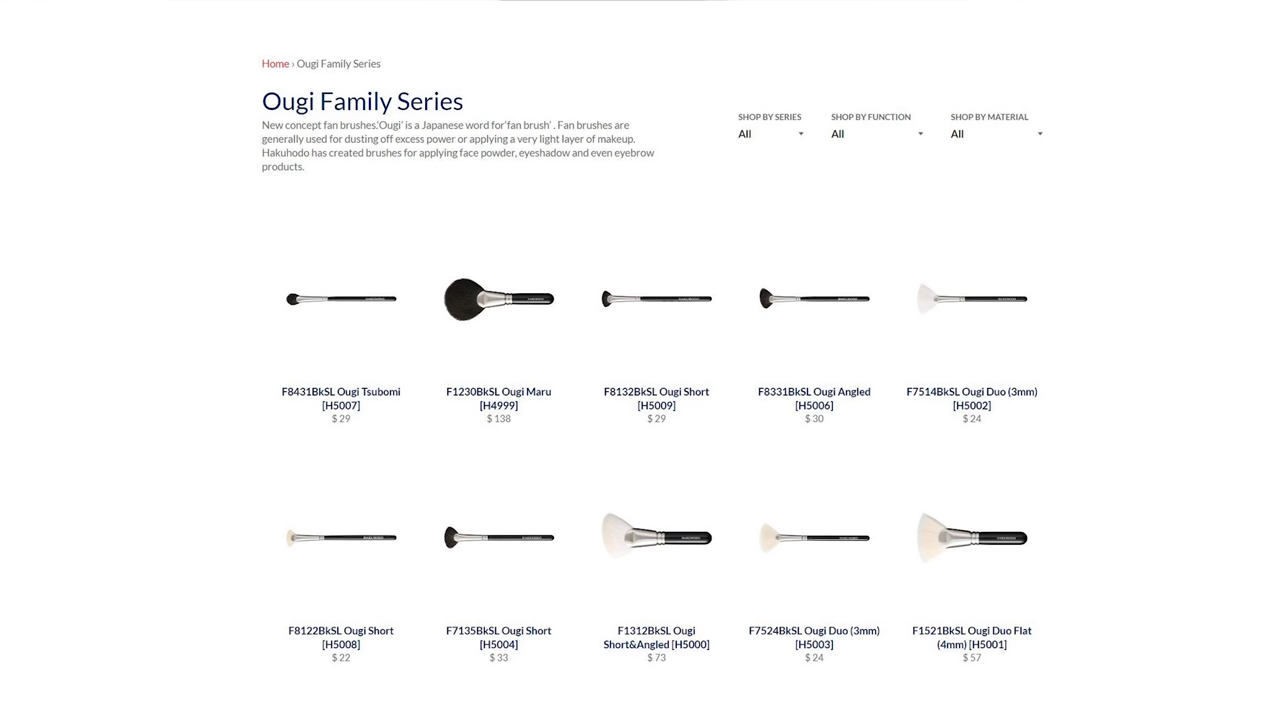 Home › Ougi Family Series
Ougi Family Series
New concept fan brushes.'Ougi' is a Japanese word for'fan brush' . Fan brushes are
generally used for dusting off excess power or applying a very light layer of makeup.
Hakuhodo has created brushes for applying face powder, eyeshadow and even eyebrow
products.
SHOP BY SERIES SHOP BY FUNCTION SHOP BY MATERIAL
All All All
F8431BkSL Ougi Tsubomi
[H5007]
$ 29
F1230BkSL Ougi Maru
[H4999]
$ 138
F8132BkSL Ougi Short
[H5009]
$ 29
F8331BkSL Ougi Angled
[H5006]
$ 30
F7514BkSL Ougi Duo (3mm)
[H5002]
$ 24
F8122BkSL Ougi Short
[H5008]
$ 22
F7135BkSL Ougi Short
[H5004]
$ 33
F1312BkSL Ougi
Short&Angled [H5000]
$ 73
F7524BkSL Ougi Duo (3mm)
[H5003]
$ 24
F1521BkSL Ougi Duo Flat
(4mm) [H5001]
$ 57